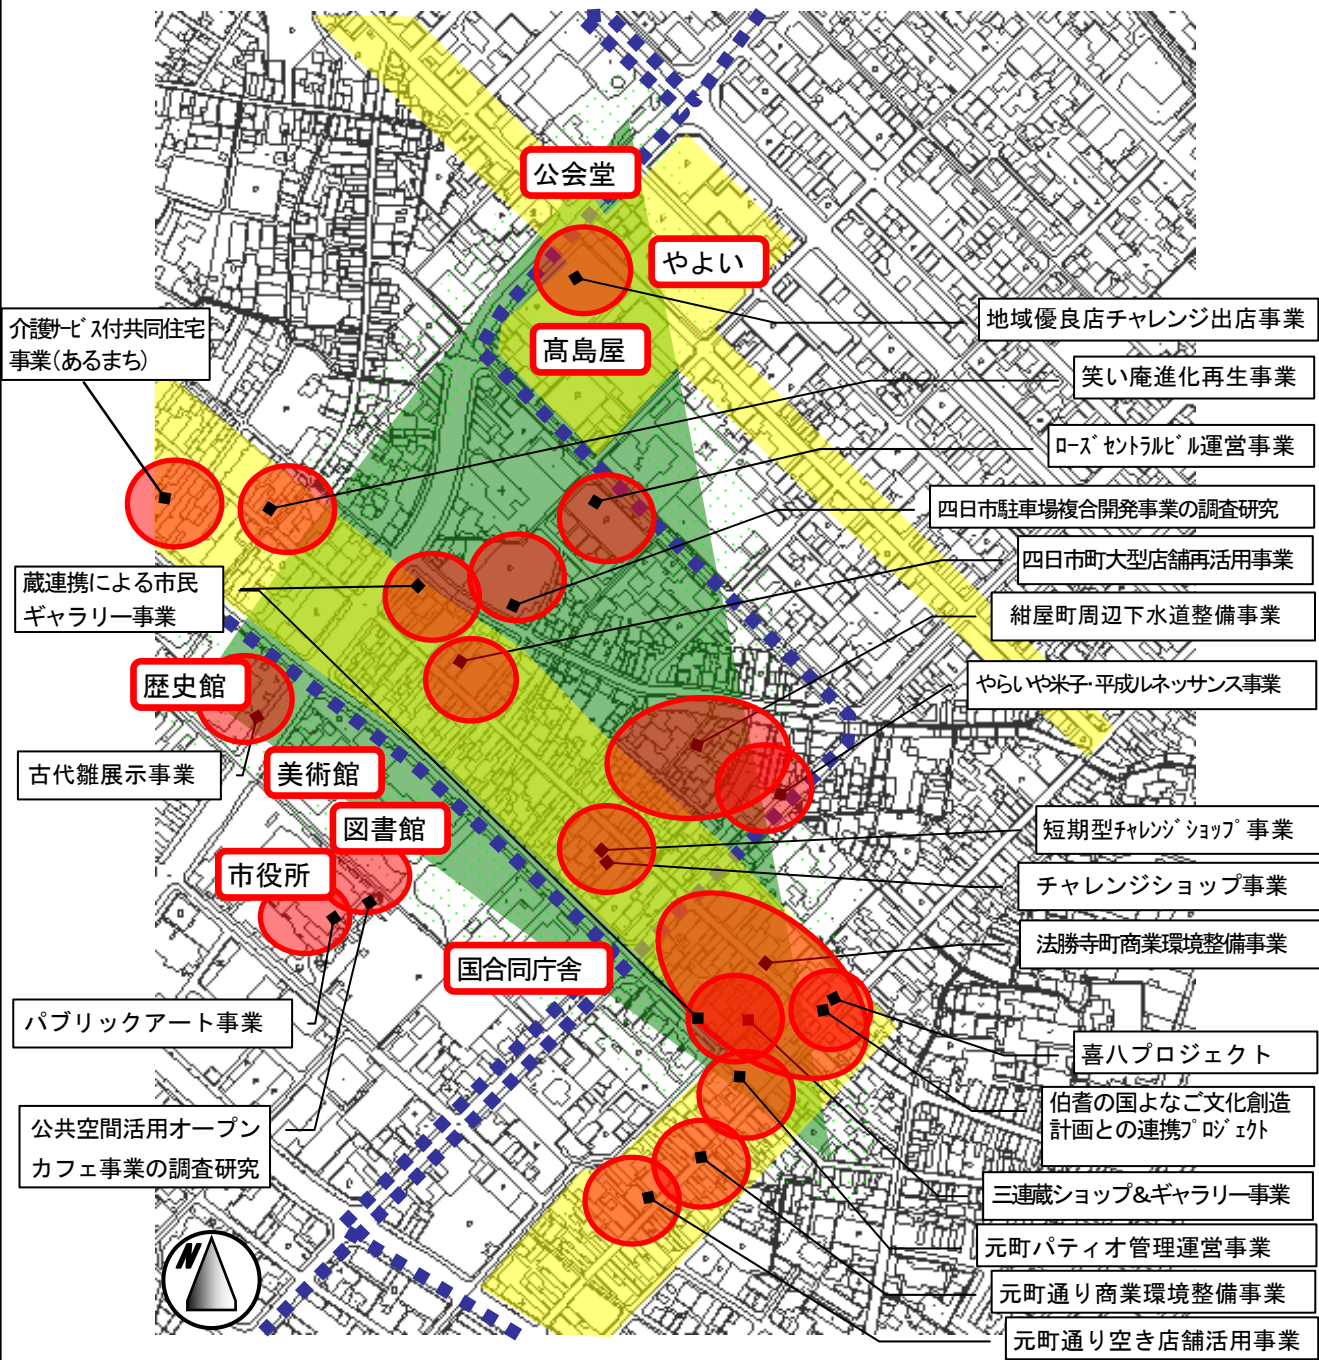 公会堂
やよい
髙島屋
地域優良店チャレンジ出店事業
介護サービス付共同住宅
事業(あるまち)
笑い庵進化再生事業
ローズセントラルビル運営事業
四日市駐車場複合開発事業の調査研究
四日市町大型店舗再活用事業
蔵連携による市民
ギャラリー事業
紺屋町周辺下水道整備事業
やらいや米子・平成ルネッサンス事業
歴史館
古代雛展示事業
美術館
図書館
市役所
短期型チャレンジショップ事業
チャレンジショップ事業
法勝寺町商業環境整備事業
国合同庁舎
パブリックアート事業
喜八プロジェクト
伯耆の国よなご文化創造
計画との連携プロジェクト
公共空間活用オープン
カフェ事業の調査研究
三連蔵ショップ&ギャラリー事業
元町パティオ管理運営事業
元町通り商業環境整備事業
元町通り空き店舗活用事業
N